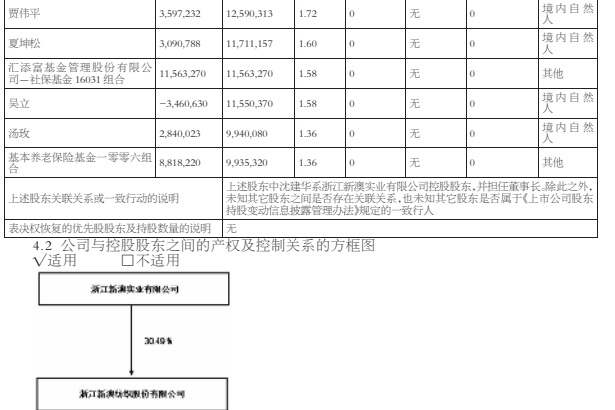 贾伟平 3,597,232 12,590,313 1.72 0 无 0 境内自然人
夏坤松 3,090,788 11,711,157 1.60 0 无 0 境内自然人
汇添富基金管理股份有限公司—社保基金 16031 组合 11,563,270 11,563,270 1.58 0 无 0 其他
吴立 −3,460,630 11,550,370 1.58 0 无 0 境内自然人
汤玫 2,840,023 9,940,080 1.36 0 无 0 境内自然人
基本养老保险基金一零零六组合 8,818,220 9,935,320 1.36 0 无 0 其他
上述股东关联关系或一致行动的说明
上述股东中沈建华系浙江新澳实业有限公司控股股东,并担任董事长。除此之外,
未知其它股东之间是否存在关联关系,也未知其它股东是否属于《上市公司股东
持股变动信息披露管理办法》规定的一致行人
表决权恢复的优先股股东及持股数量的说明 无
4.2 公司与控股股东之间的产权及控制关系的方框图
√适用 □不适用
浙江新澳实业有限公司
30.49%
浙江新澳纺织股份有限公司